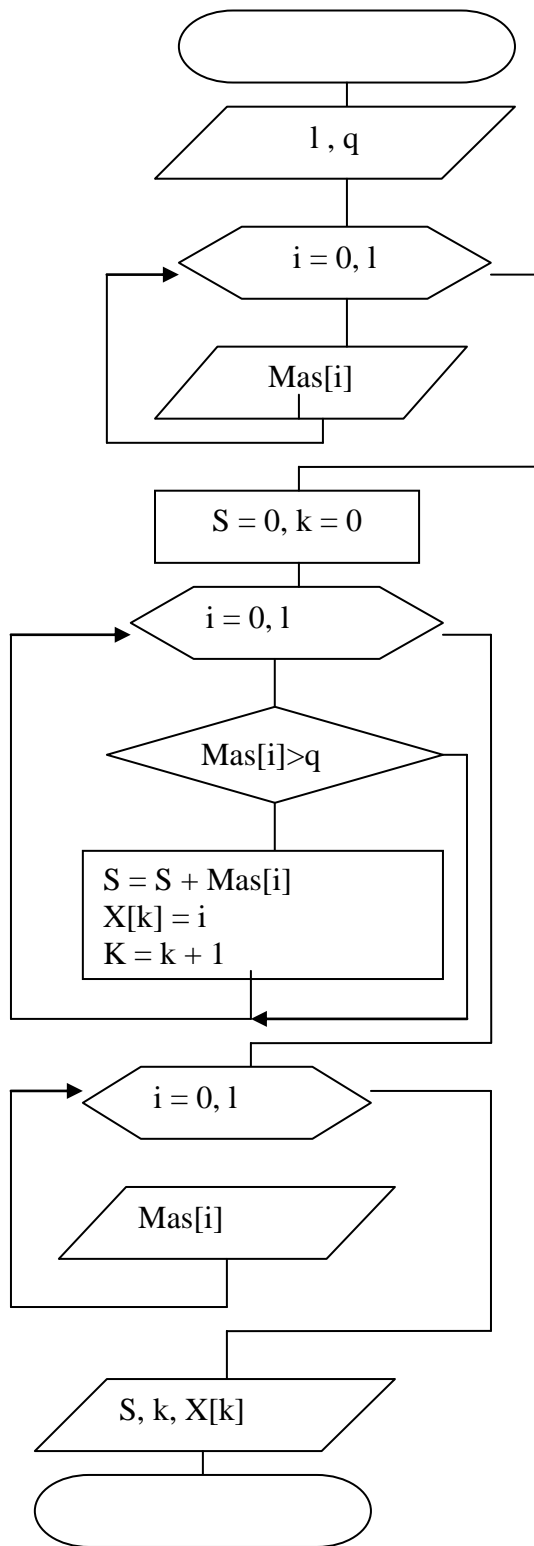 l , q
i = 0, l
Mas[i]
S = 0, k = 0
i = 0, l
Mas[i]>q
S = S + Mas[i]
X[k] = i
K = k + 1
i = 0, l
Mas[i]
S, k, X[k]